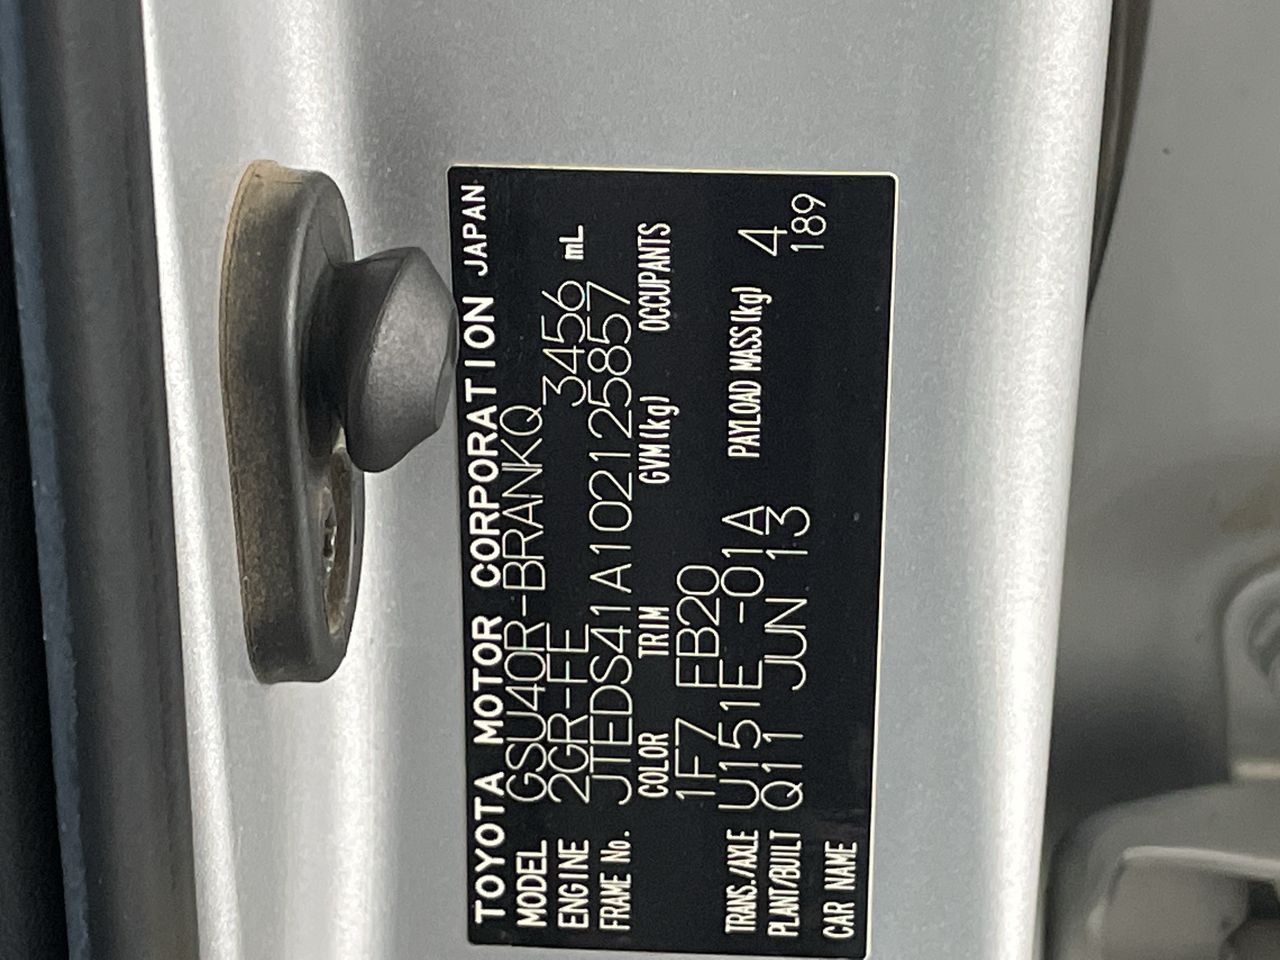 TOYOTA MOTOR CORPORATION JAPAN
MODEL GSU40R-BRANKQ
ENGINE 2GR-FE 3456 mL
FRAME No. JTEDS41A102125857
COLOR TRIM GVM(kg) OCCUPANTS
1F7 FB20
TRANS./AXLE U151E -01A PAYLOAD MASS(kg) 4
PLANT/BUILT Q11 JUN 13 189
CAR NAME